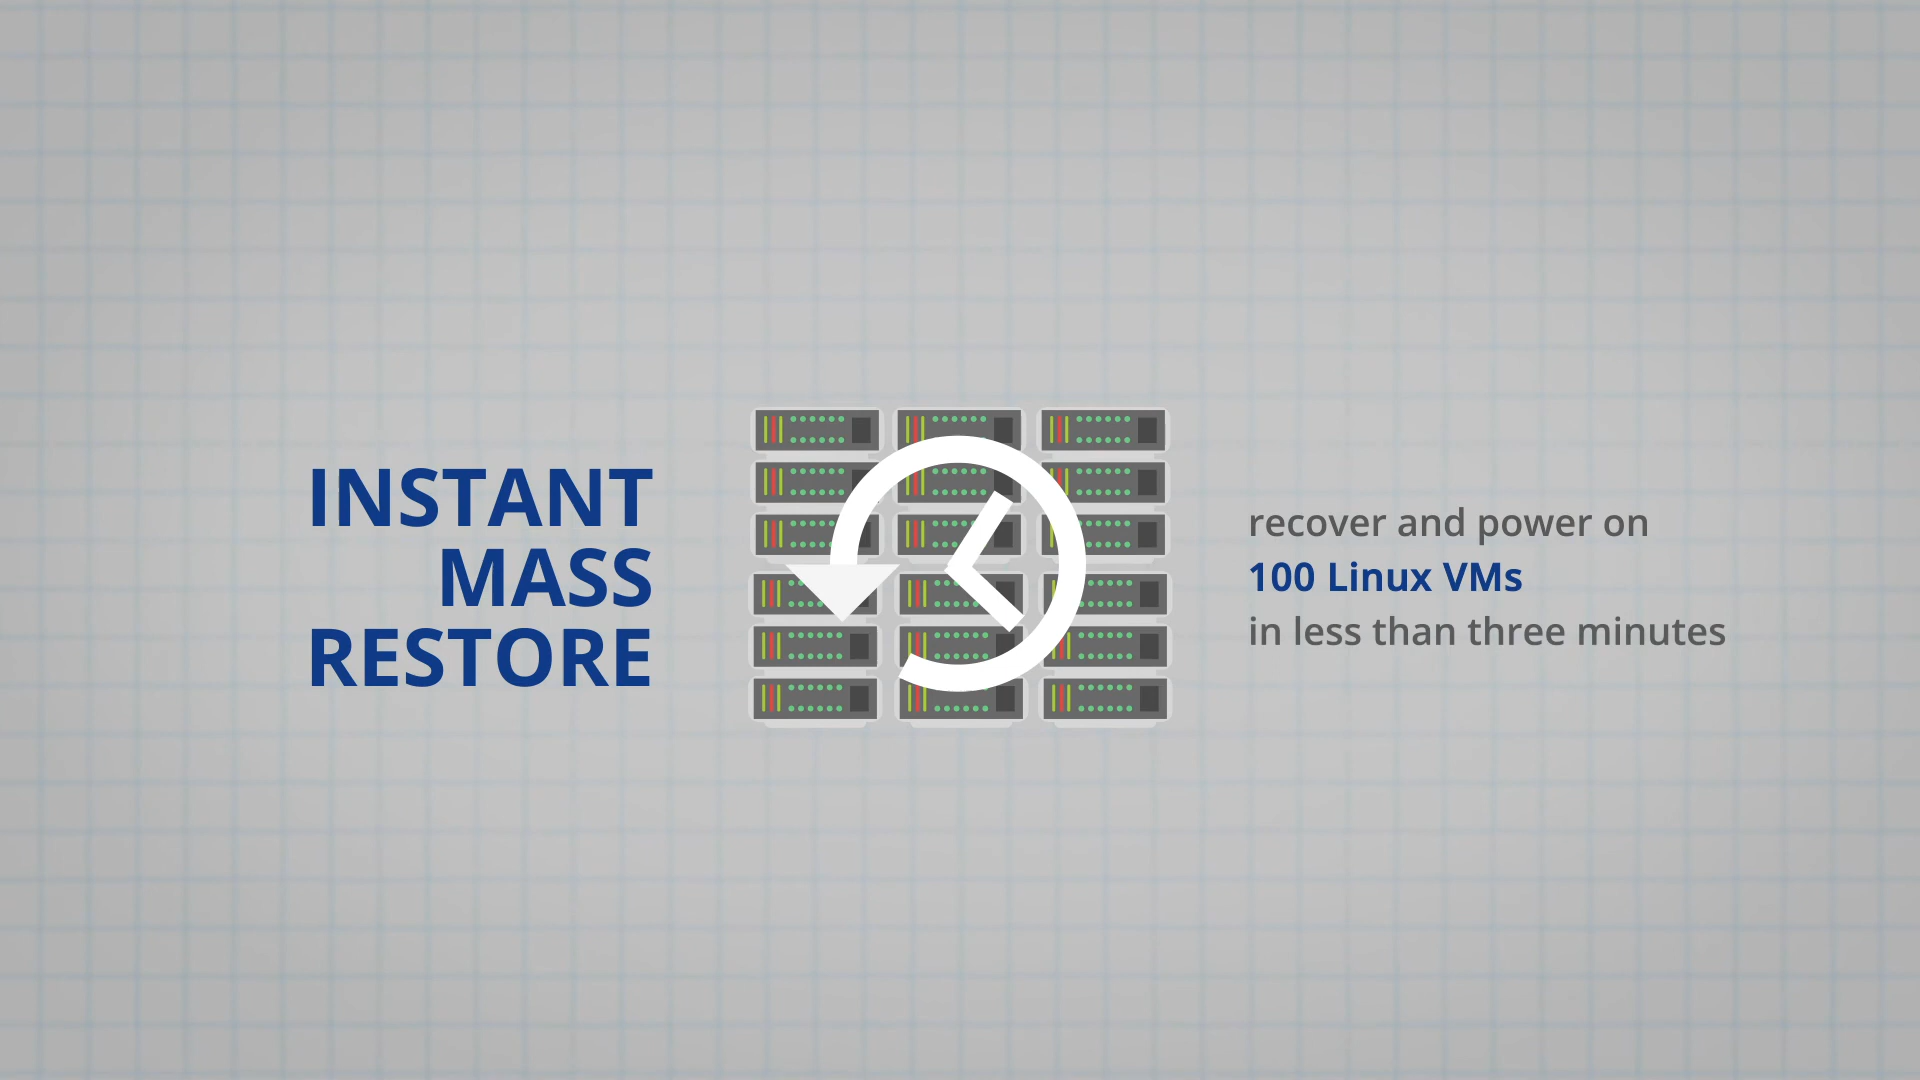 INSTANT
MASS
RESTORE
recover and power on
100 Linux VMs
in less than three minutes